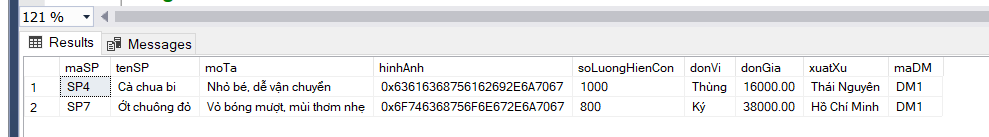 121 %
Results Messages
maSP tenSP moTa hinhAnh soLuongHienCon donVi donGia xuatXu maDM
1 SP4 Cà chua bi Nhỏ bé, dễ vận chuyển 0x63616368756162692E6A7067 1000 Thùng 16000.00 Thái Nguyên DM1
2 SP7 Ớt chuông đỏ Vỏ bóng mượt, mùi thơm nhẹ 0x6F746368756F6E672E6A7067 800 Ký 38000.00 Hồ Chí Minh DM1